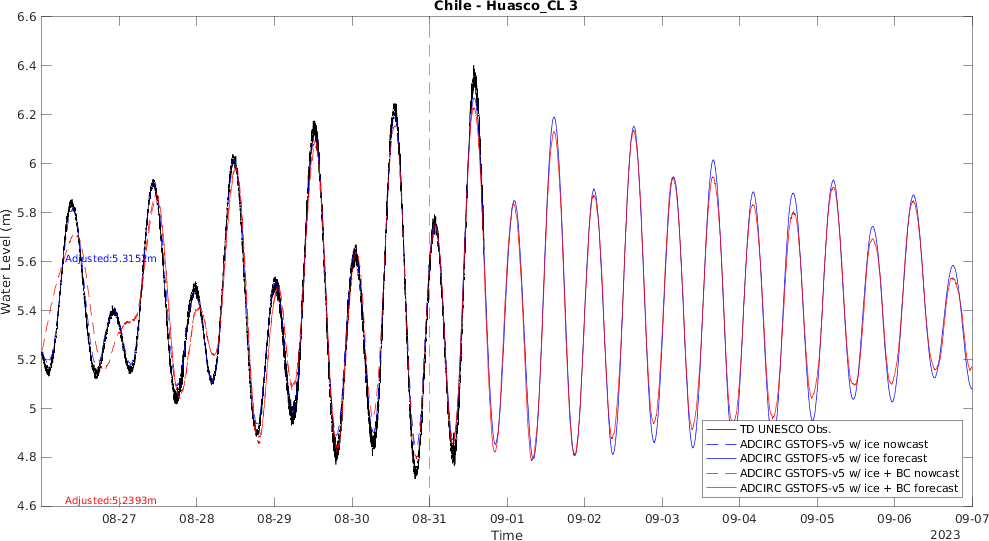 Chile - Huasco_CL 3
Water Level (m)
6.6
6.4
6.2
6
5.8
5.6
5.4
5.2
5
4.8
4.6
Adjusted:5.3152m
Adjusted:5.2393m
TD UNESCO Obs.
ADCIRC GSTOFS-v5 w/ ice nowcast
ADCIRC GSTOFS-v5 w/ ice forecast
ADCIRC GSTOFS-v5 w/ ice + BC nowcast
ADCIRC GSTOFS-v5 w/ ice + BC forecast
08-27 08-28 08-29 08-30 08-31 09-01 09-02 09-03 09-04 09-05 09-06 09-07
Time
2023